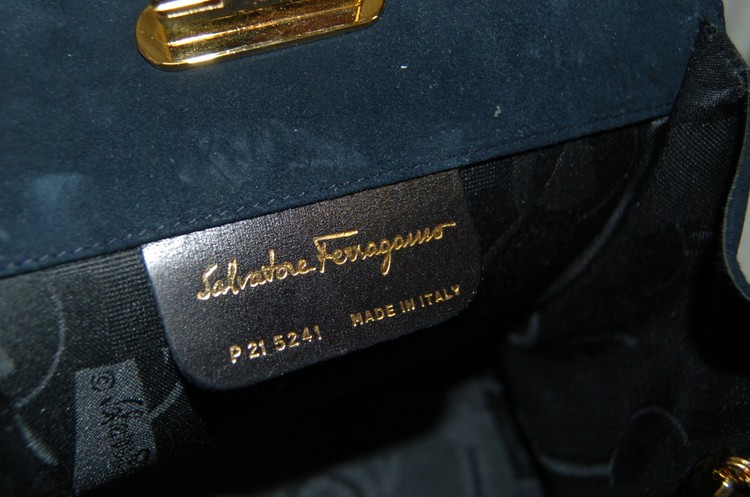 Salvatore Ferragamo
P 21 5241 MADE IN ITALY
©